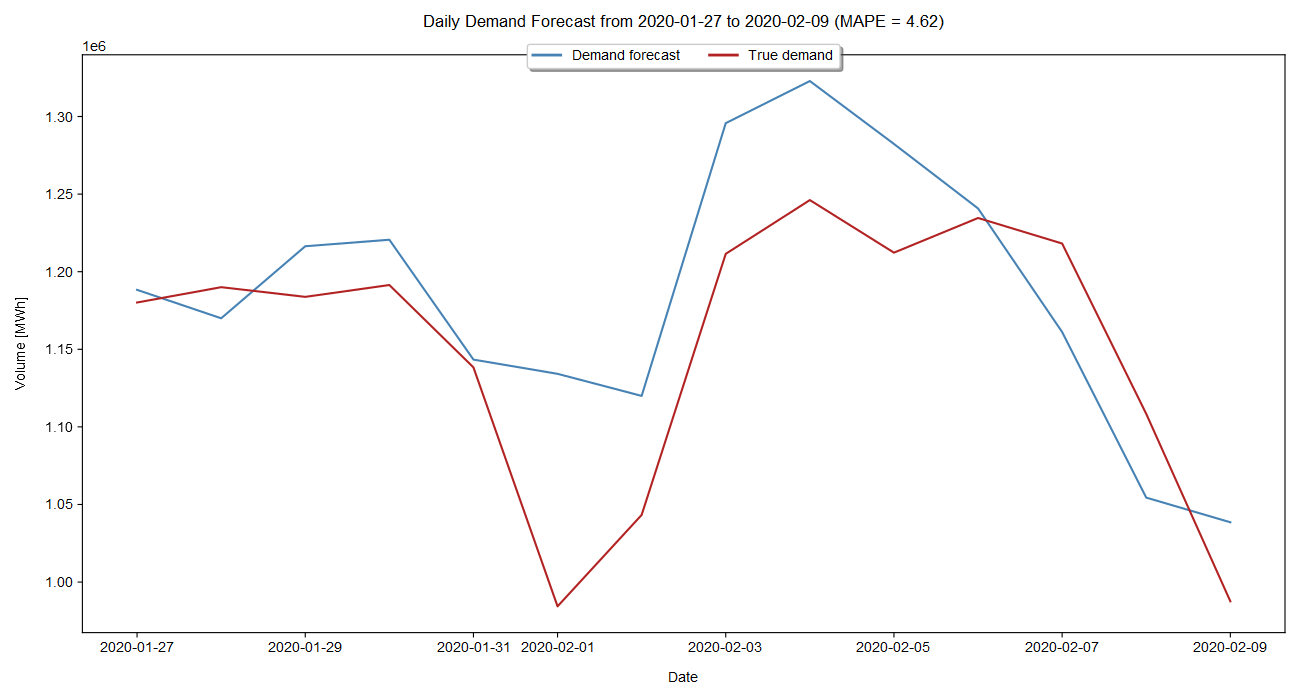 Daily Demand Forecast from 2020-01-27 to 2020-02-09 (MAPE = 4.62)
1e6
Demand forecast True demand
1.30
1.25
1.20
1.15
1.10
1.05
1.00
Volume [MWh]
2020-01-27 2020-01-29 2020-01-31 2020-02-01 2020-02-03 2020-02-05 2020-02-07 2020-02-09
Date